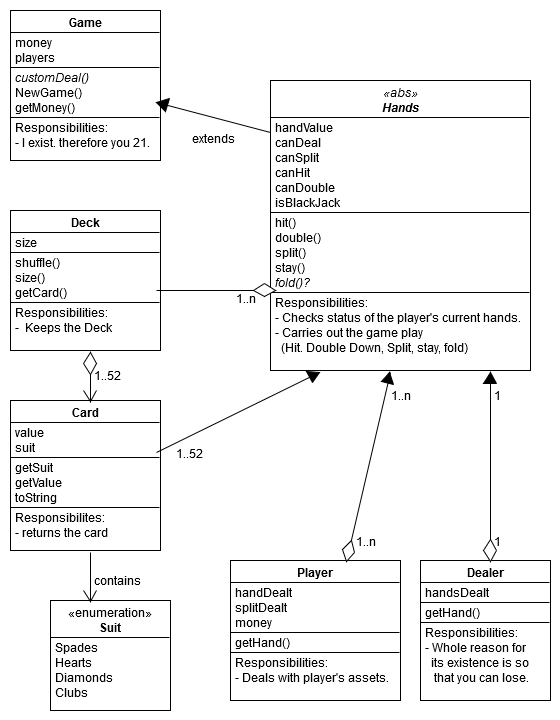 Game
money
players
customDeal()
NewGame()
getMoney()
Responsibilities:
- I exist. therefore you 21.
extends
«abs»
Hands
handValue
canDeal
canSplit
canHit
canDouble
isBlackJack
hit()
double()
split()
stay()
fold()?
Responsibilities:
- Checks status of the player's current hands.
- Carries out the game play
(Hit. Double Down, Split, stay, fold)
Deck
size
shuffle()
size()
getCard()
Responsibilities:
- Keeps the Deck
1..n
1..52
Card
value
suit
getSuit
getValue
toString
Responsibilites:
- returns the card
1..52
1..n
1
contains
«enumeration»
Suit
Spades
Hearts
Diamonds
Clubs
1..n
Player
handDealt
splitDealt
money
getHand()
Responsibilities:
- Deals with player's assets.
1
Dealer
handsDealt
getHand()
Responsibilities:
- Whole reason for
its existence is so
that you can lose.